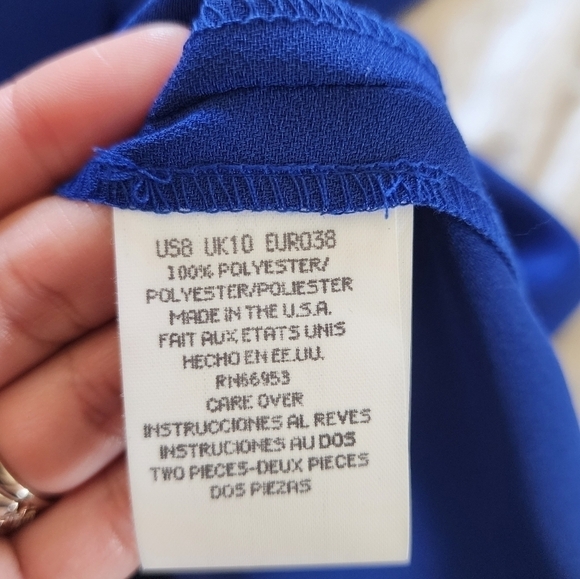 US8 UK10 EURO38
100% POLYESTER/
POLYESTER/POLIESTER
MADE IN THE U.S.A.
FAIT AUX ETATS UNIS
HECHO EN EE.UU.
RN66953
CARE OVER
INSTRUCCIONES AL REVES
INSTRUCIONES AU DOS
TWO PIECES-DEUX PIECES
DOS PIEZAS